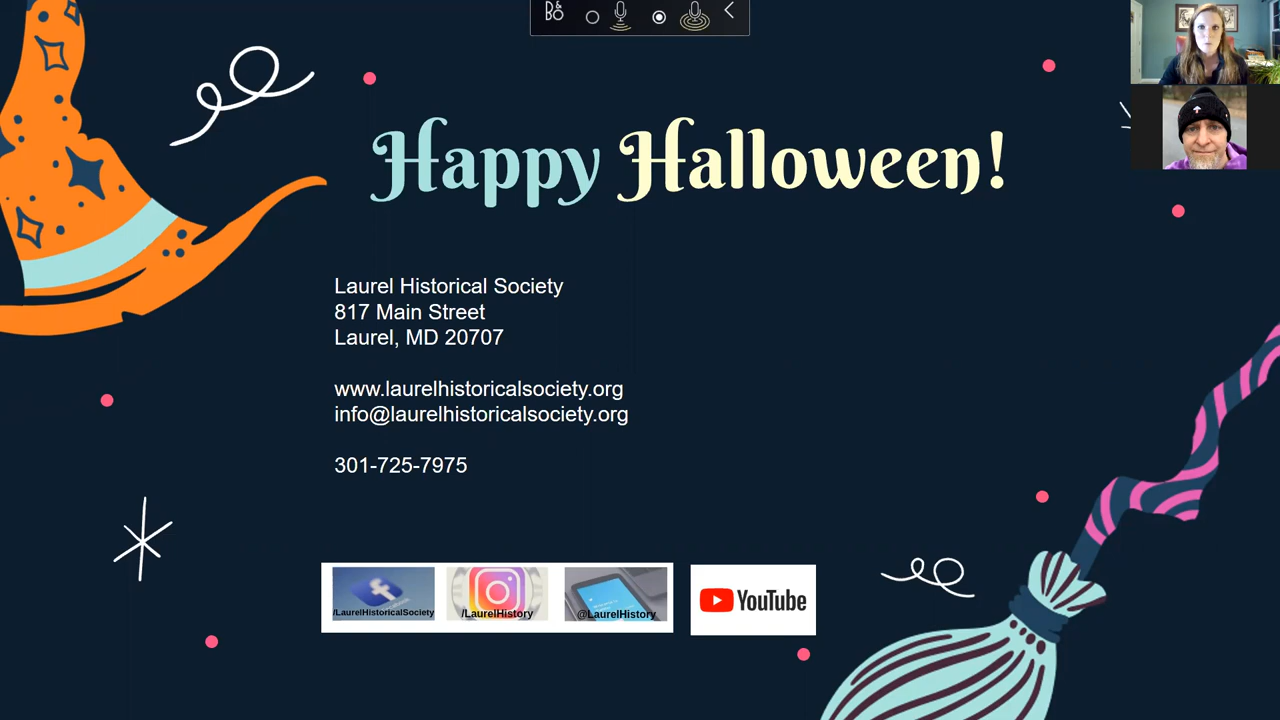 B&O
Happy Halloween!
Laurel Historical Society
817 Main Street
Laurel, MD 20707
www.laurelhistoricalsociety.org
info@laurelhistoricalsociety.org
301-725-7975
/LaurelHistoricalSociety
/LaurelHistory
@LaurelHistory
YouTube